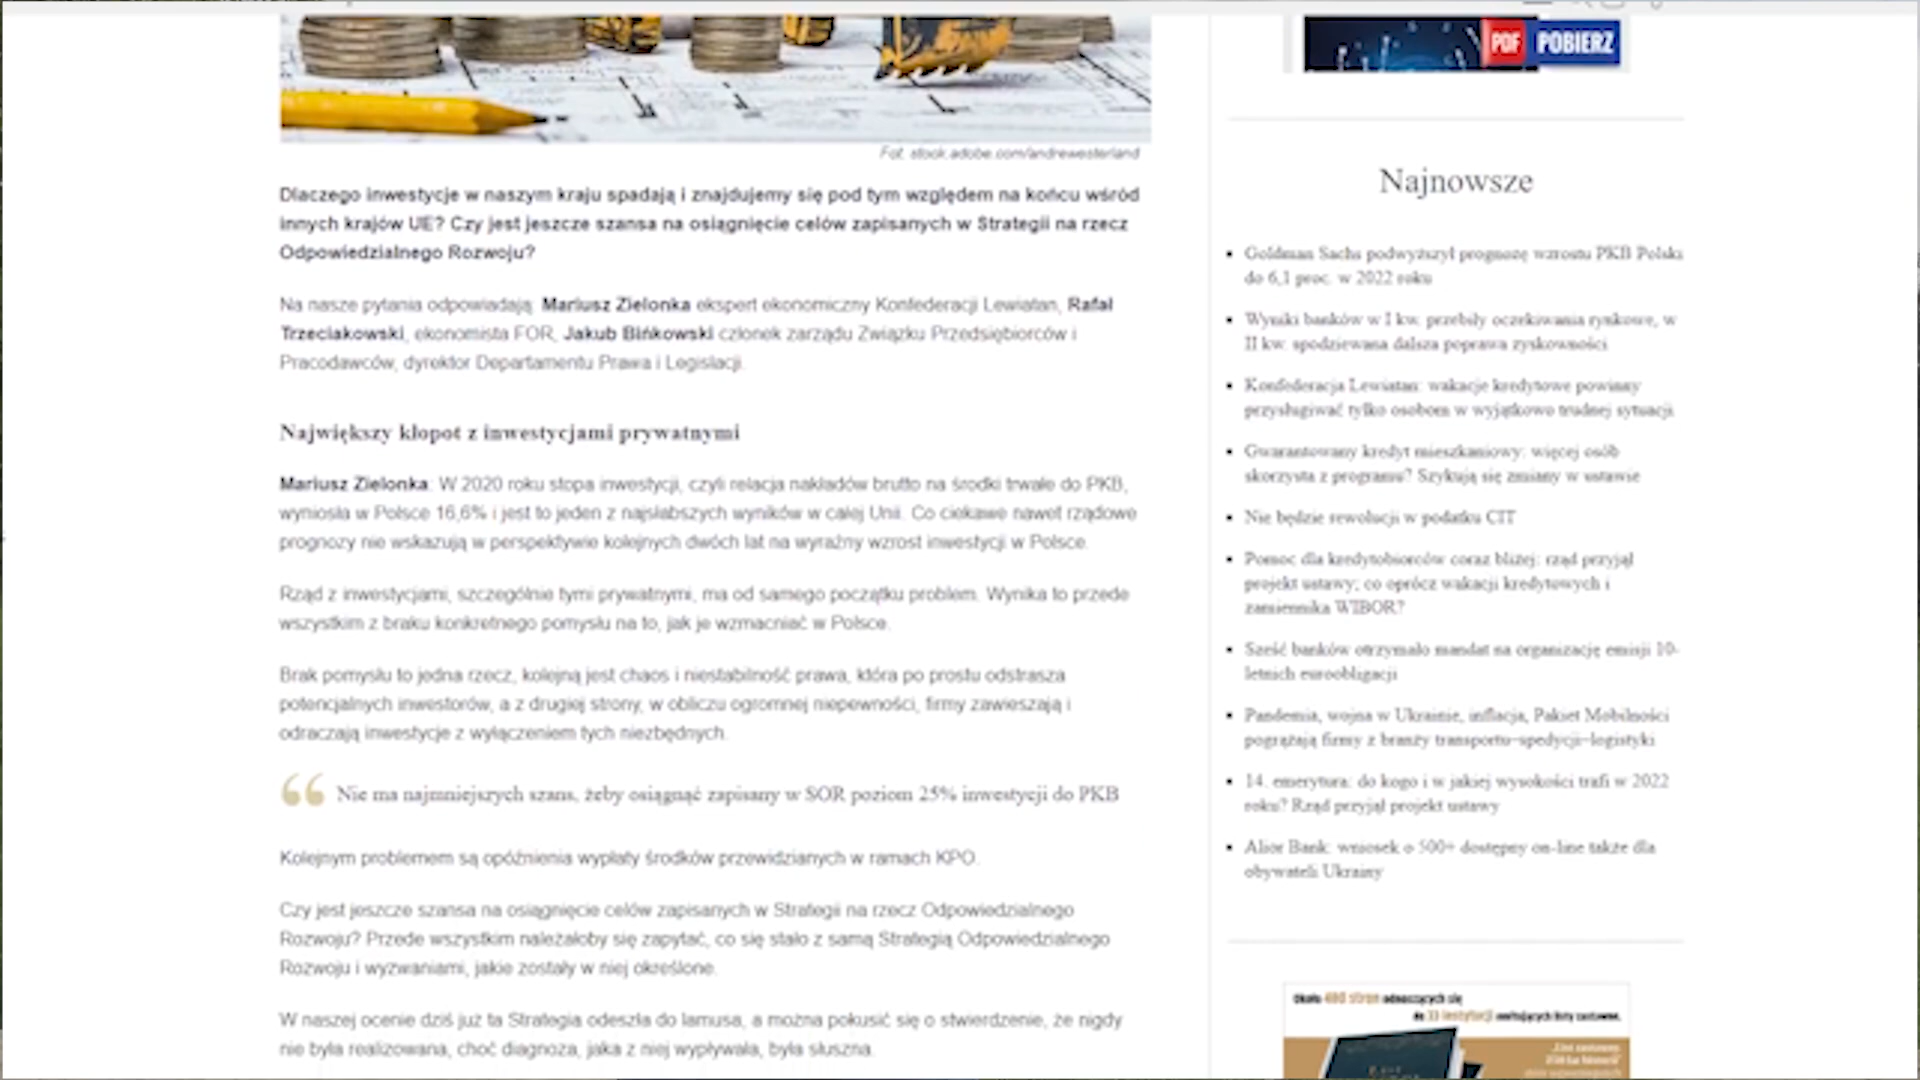 Fot. stock.adobe.com/andrewesterland
Dlaczego inwestycje w naszym kraju spadają i znajdujemy się pod tym względem na końcu wśród
innych krajów UE? Czy jest jeszcze szansa na osiągnięcie celów zapisanych w Strategii na rzecz
Odpowiedzialnego Rozwoju?
Na nasze pytania odpowiadają: Mariusz Zielonka ekspert ekonomiczny Konfederacji Lewiatan, Rafał
Trzeciakowski, ekonomista FOR, Jakub Bińkowski członek zarządu Związku Przedsiębiorców i
Pracodawców, dyrektor Departamentu Prawa i Legislacji.
Największy kłopot z inwestycjami prywatnymi
Mariusz Zielonka: W 2020 roku stopa inwestycji, czyli relacja nakładów brutto na środki trwałe do PKB,
wyniosła w Polsce 16,6% i jest to jeden z najsłabszych wyników w całej Unii. Co ciekawe nawet rządowe
prognozy nie wskazują w perspektywie kolejnych dwóch lat na wyraźny wzrost inwestycji w Polsce.
Rząd z inwestycjami, szczególnie tymi prywatnymi, ma od samego początku problem. Wynika to przede
wszystkim z braku konkretnego pomysłu na to, jak je wzmacniać w Polsce.
Brak pomysłu to jedna rzecz, kolejną jest chaos i niestabilność prawa, która po prostu odstrasza
potencjalnych inwestorów, a z drugiej strony, w obliczu ogromnej niepewności, firmy zawieszają i
odraczają inwestycje z wyłączeniem tych niezbędnych.
Nie ma najmniejszych szans, żeby osiągnąć zapisany w SOR poziom 25% inwestycji do PKB
Kolejnym problemem są opóźnienia wypłaty środków przewidzianych w ramach KPO.
Czy jest jeszcze szansa na osiągnięcie celów zapisanych w Strategii na rzecz Odpowiedzialnego
Rozwoju? Przede wszystkim należałoby się zapytać, co się stało z samą Strategią Odpowiedzialnego
Rozwoju i wyzwaniami, jakie zostały w niej określone.
W naszej ocenie dziś już ta Strategia odeszła do lamusa, a można pokusić się o stwierdzenie, że nigdy
nie była realizowana, choć diagnoza, jaka z niej wypływała, była słuszna.
PDF POBIERZ
Najnowsze
Goldman Sachs podwyższył prognozę wzrostu PKB Polski
do 6,1 proc. w 2022 roku
Wyniki banków w I kw. przebiły oczekiwania rynkowe, w
II kw. spodziewana dalsza poprawa zyskowności
Konfederacja Lewiatan: wakacje kredytowe powinny
przysługiwać tylko osobom w wyjątkowo trudnej sytuacji
Gwarantowany kredyt mieszkaniowy: więcej osób
skorzysta z programu? Szykują się zmiany w ustawie
Nie będzie rewolucji w podatku CIT
Pomoc dla kredytobiorców coraz bliżej: rząd przyjął
projekt ustawy; co oprócz wakacji kredytowych i
zamiennika WIBOR?
Sześć banków otrzymało mandat na organizację emisji 10-
letnich euroobligacji
Pandemia, wojna w Ukrainie, inflacja, Pakiet Mobilności
pogrążają firmy z branży transportu–spedycji–logistyki
14. emerytura: do kogo i w jakiej wysokości trafi w 2022
roku? Rząd przyjął projekt ustawy
Alior Bank: wniosek o 500+ dostępny on-line także dla
obywateli Ukrainy
Około 480 stron odnoszących się
do 33 instytucji